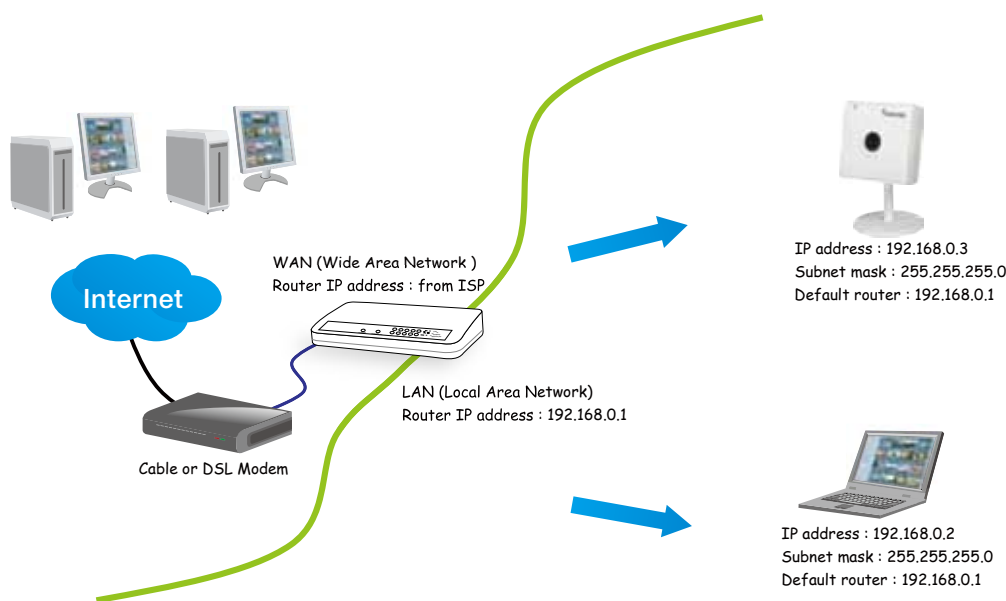 WAN (Wide Area Network )
Router IP address : from ISP
Internet
LAN (Local Area Network)
Router IP address : 192.168.0.1
Cable or DSL Modem
IP address : 192.168.0.3
Subnet mask : 255.255.255.0
Default router : 192.168.0.1
IP address : 192.168.0.2
Subnet mask : 255.255.255.0
Default router : 192.168.0.1